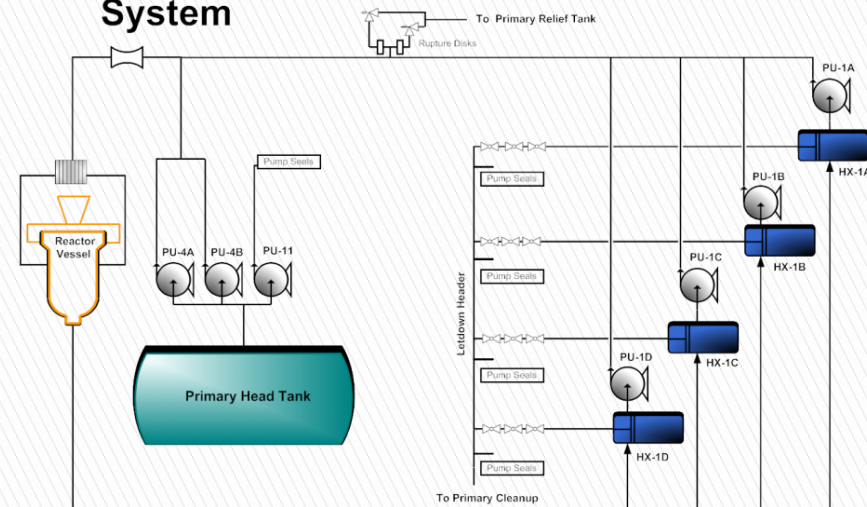 System
To Primary Relief Tank
Rupture Disks
PU-1A
HX-1A
Pump Seals
PU-1B
HX-1B
Pump Seals
Reactor
Vessel
PU-4A
PU-4B
PU-11
Pump Seals
PU-1C
HX-1C
Letdown Header
Pump Seals
PU-1D
HX-1D
Primary Head Tank
Pump Seals
To Primary Cleanup